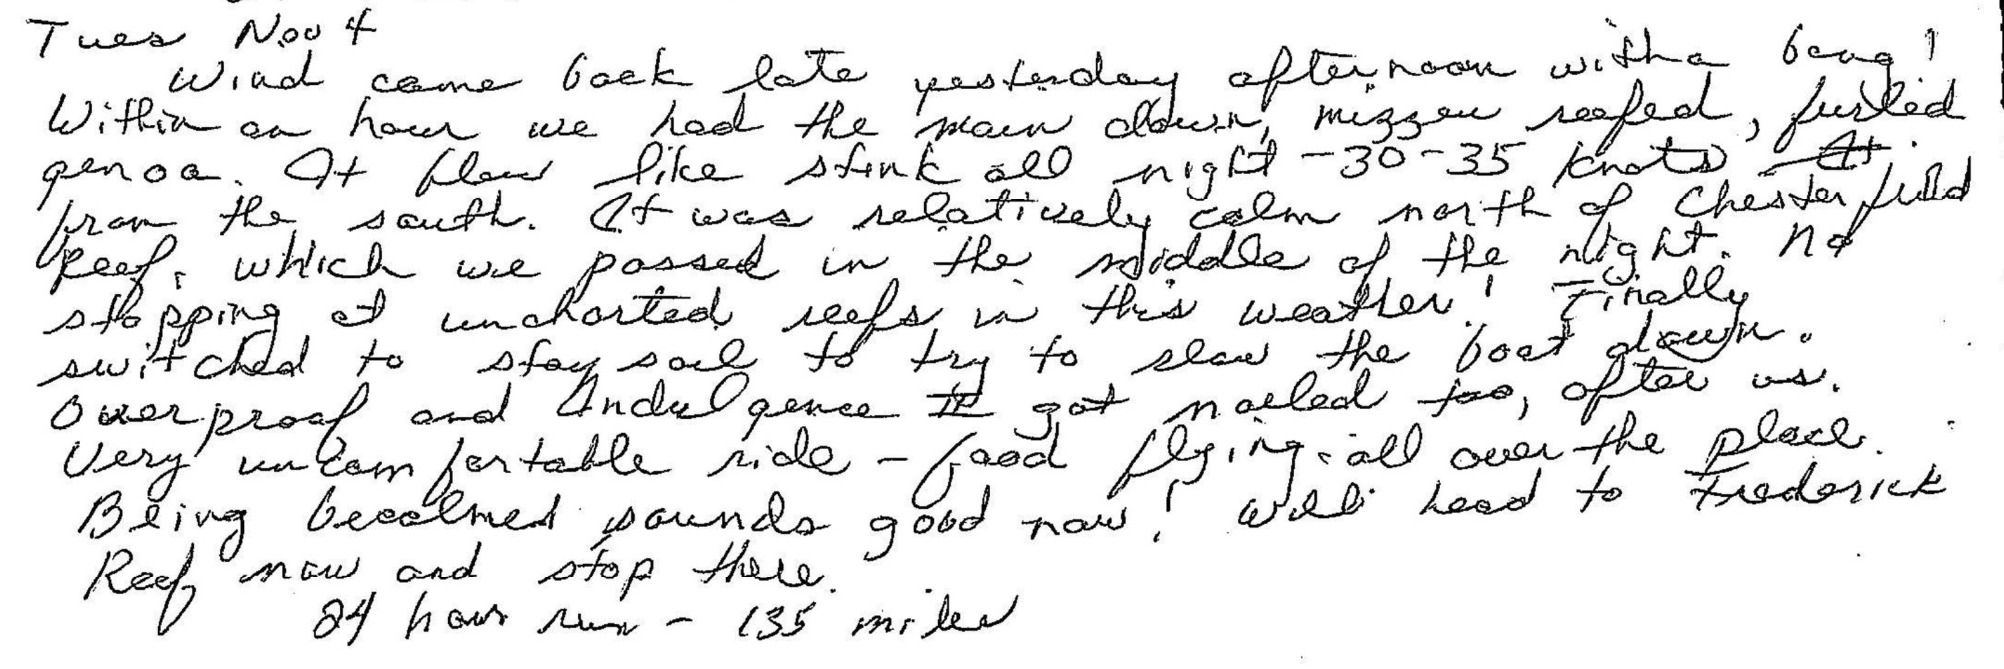 Tues Nov 4
Wind came back late yesterday afternoon with a bang!
Within an hour we had the main down, mizzen reefed, furled
genoa. It blew like stink all night - 30-35 knots It
from the south. It was relatively calm north of Chesterfield
Reef, which we passed in the middle of the night. No
stopping at uncharted reefs in this weather! Finally
switched to stay sail to try to slow the boat down.
Overproof and Indulgence II got nailed too, after us.
Very uncomfortable ride - food flying all over the place.
Being becalmed sounds good now! Will head to Frederick
Reef now and stop there.
24 hour run - 135 miles